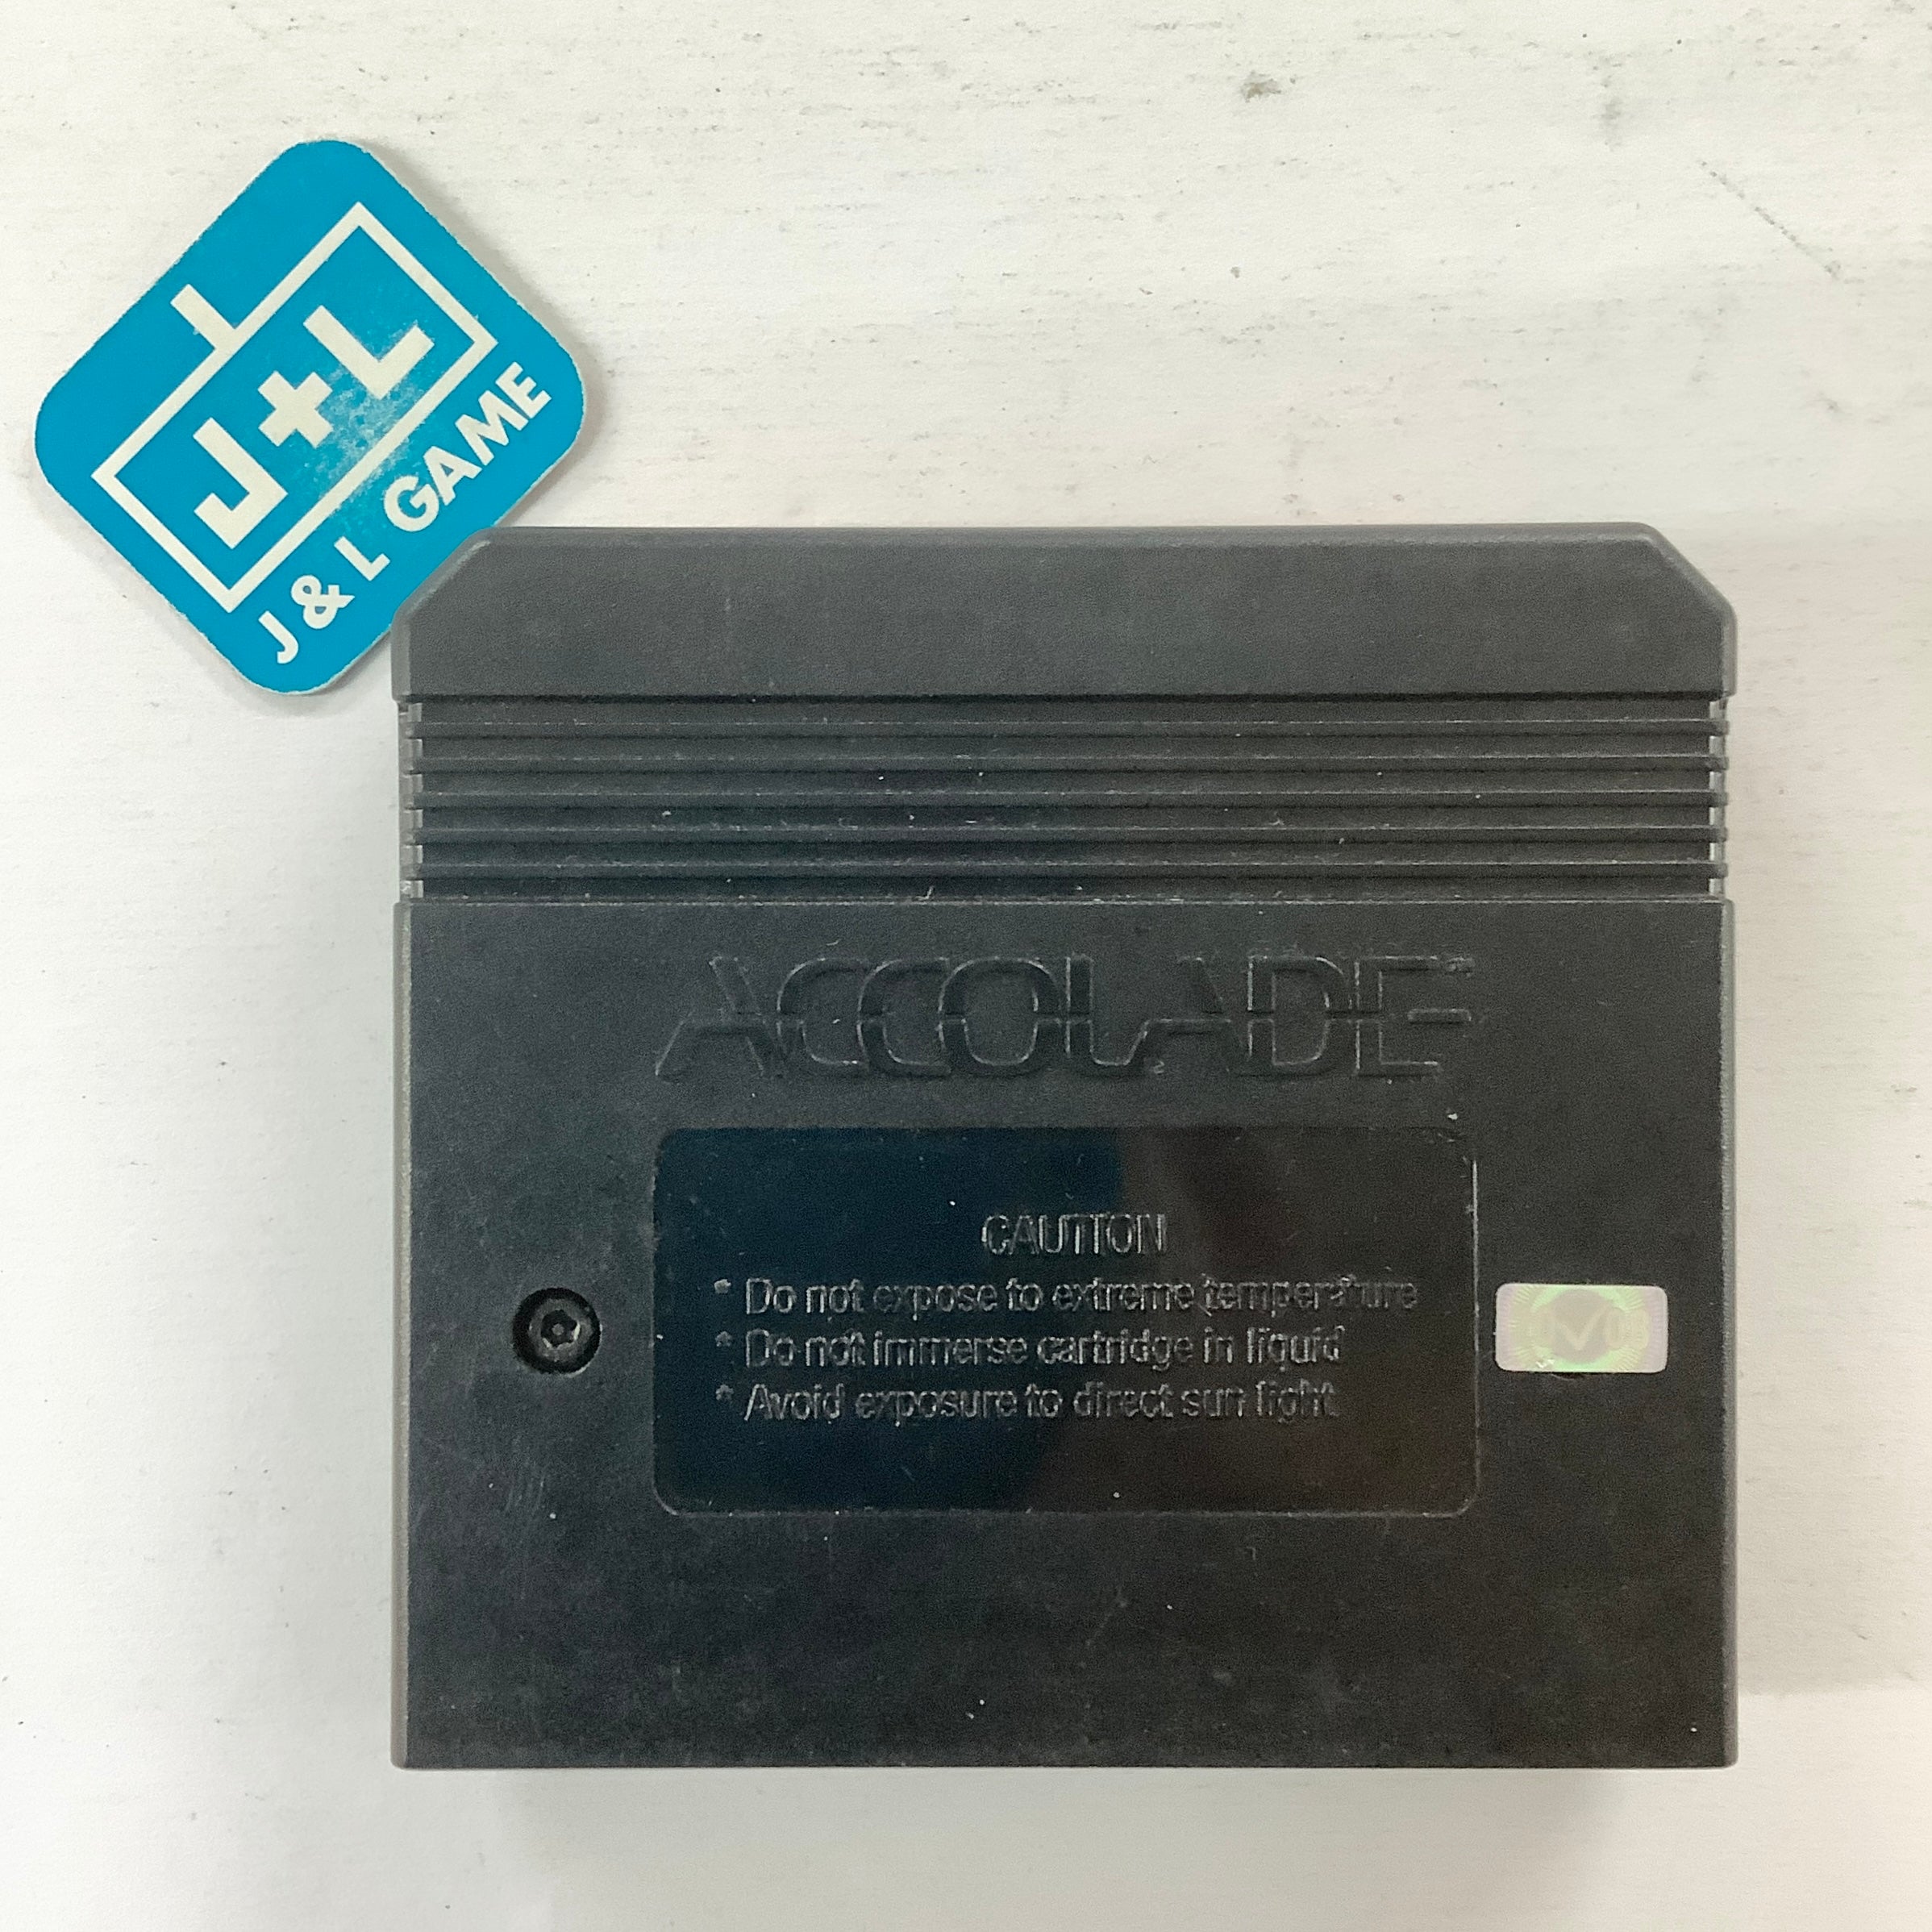 J+L
J & L GAME
ACCOLADE™
CAUTION
* Do not expose to extreme temperature
* Do not immerse cartridge in liquid
* Avoid exposure to direct sun light